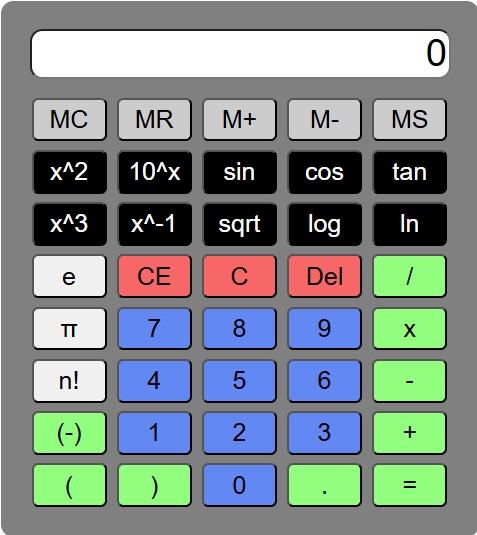 0
MC MR M+ M- MS
x^2 10^x sin cos tan
x^3 x^-1 sqrt log ln
e CE C Del /
π 7 8 9 x
n! 4 5 6 -
(-) 1 2 3 +
( ) 0 . =